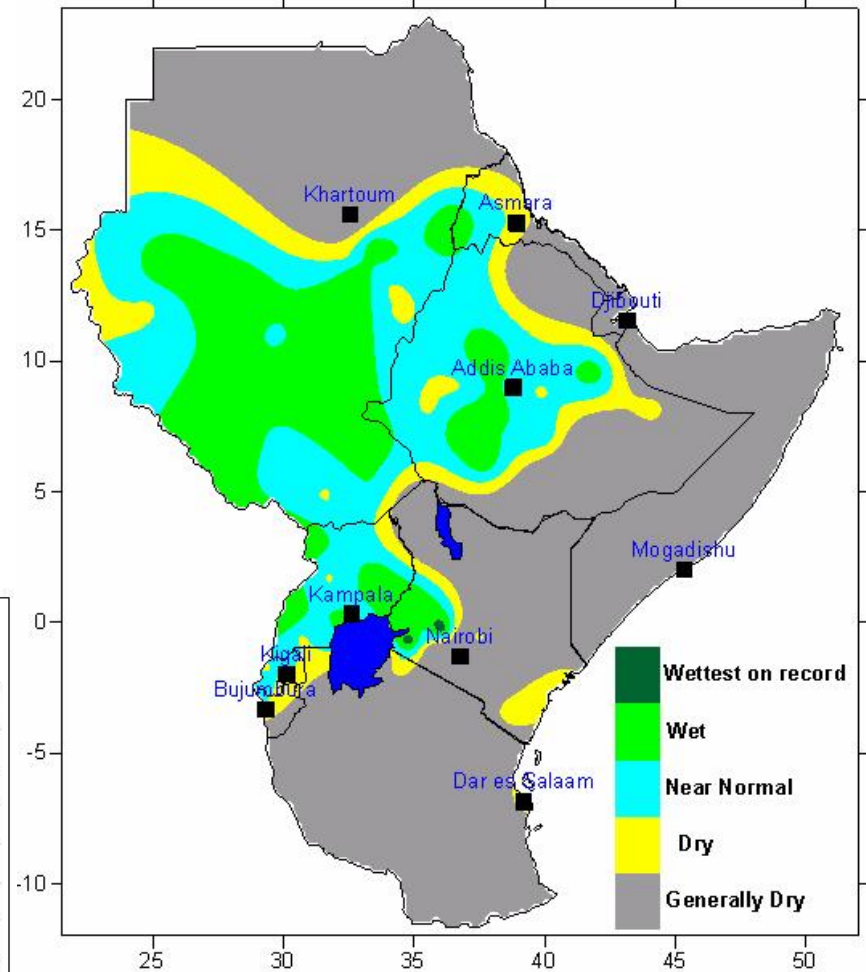 20
15
10
5
0
-5
-10
25 30 35 40 45 50
Khartoum
Asmara
Djibouti
Addis Ababa
Mogadishu
Kampala
Nairobi
Kigali
Bujumbura
Dar es Salaam
Wettest on record
Wet
Near Normal
Dry
Generally Dry